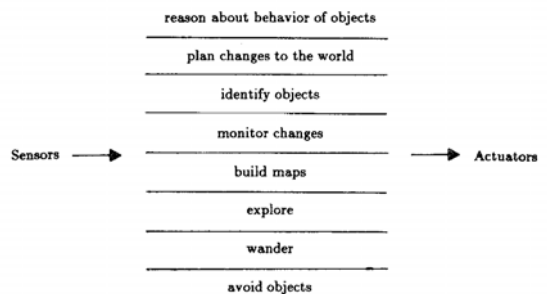 reason about behavior of objects
plan changes to the world
identify objects
monitor changes
Sensors
Actuators
build maps
explore
wander
avoid objects